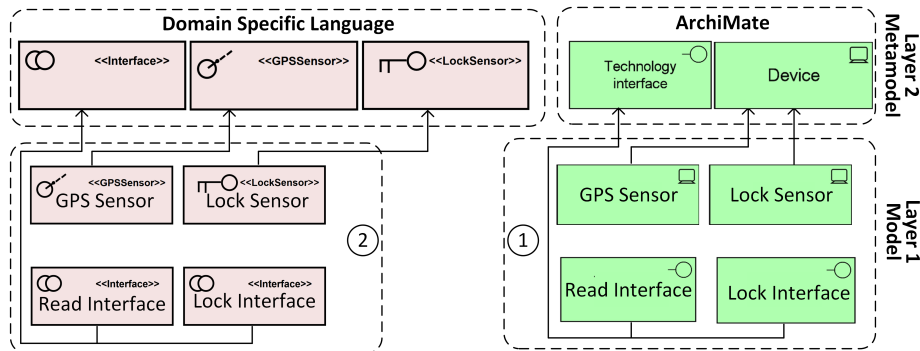 Domain Specific Language
<<Interface>>
<<GPSSensor>>
<<LockSensor>>
ArchiMate
Technology
interface
Device
Layer 2
Metamodel
<<GPSSensor>>
GPS Sensor
<<LockSensor>>
Lock Sensor
2
<<Interface>>
Read Interface
<<Interface>>
Lock Interface
1
GPS Sensor
Lock Sensor
Read Interface
Lock Interface
Layer 1
Model